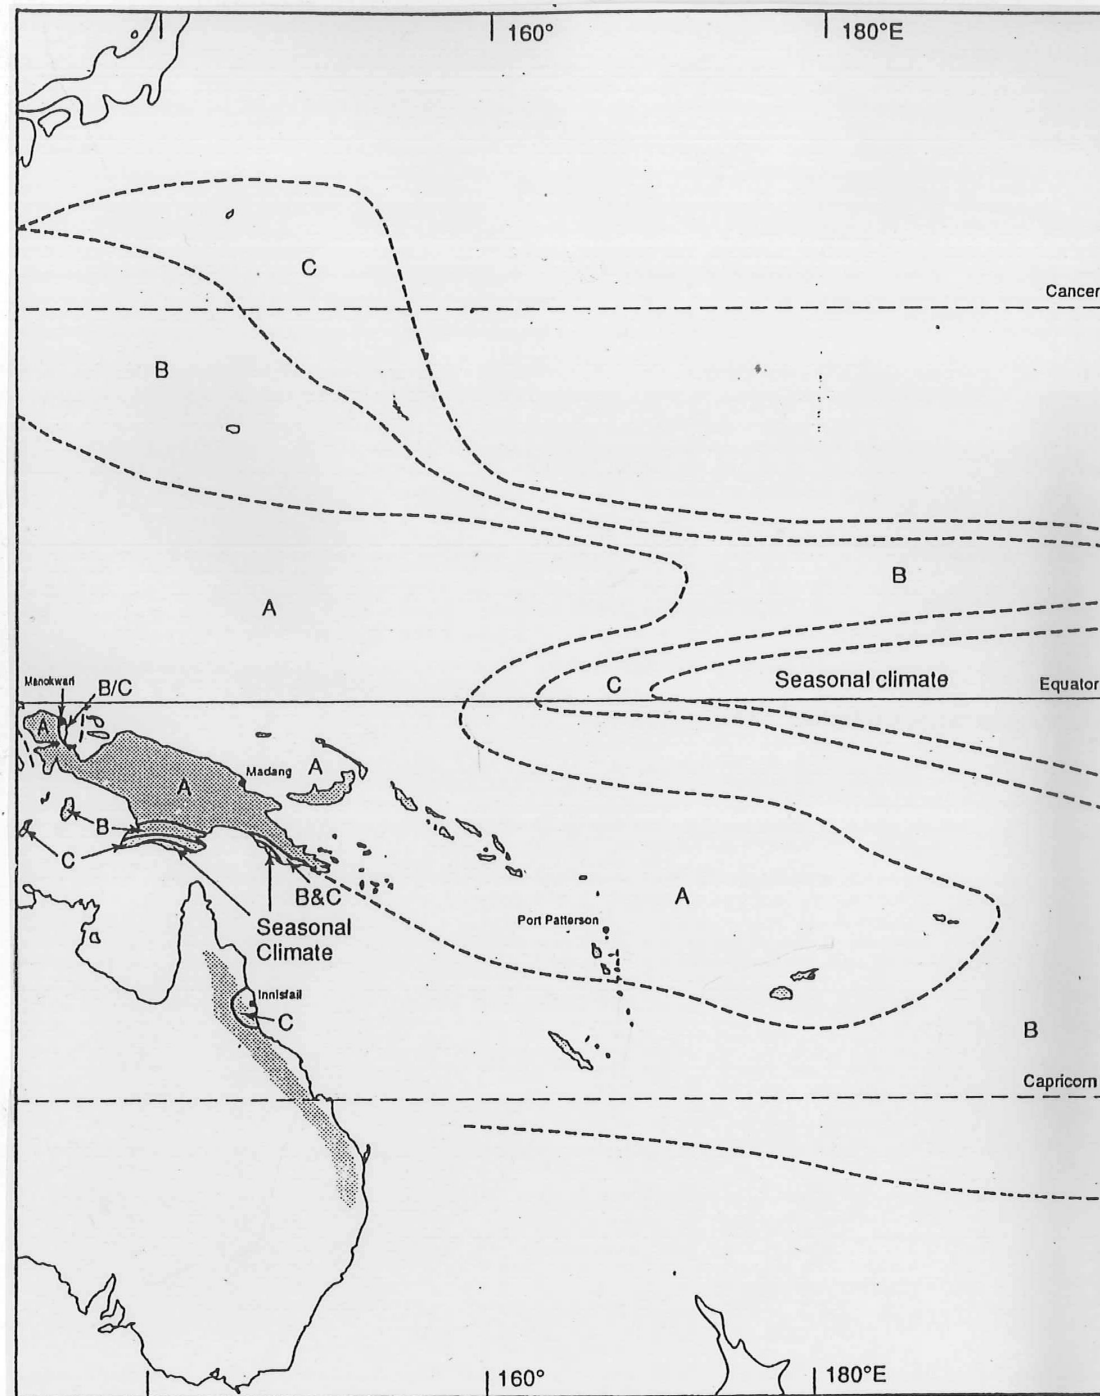 160°
180°E
C
Cancer
B
B
A
Manokwari
B/C
C
Seasonal climate
Equator
A
Madang
A
A
B
C
B&C
A
Port Patterson
Seasonal
Climate
Innisfail
C
B
Capricorn
160°
180°E